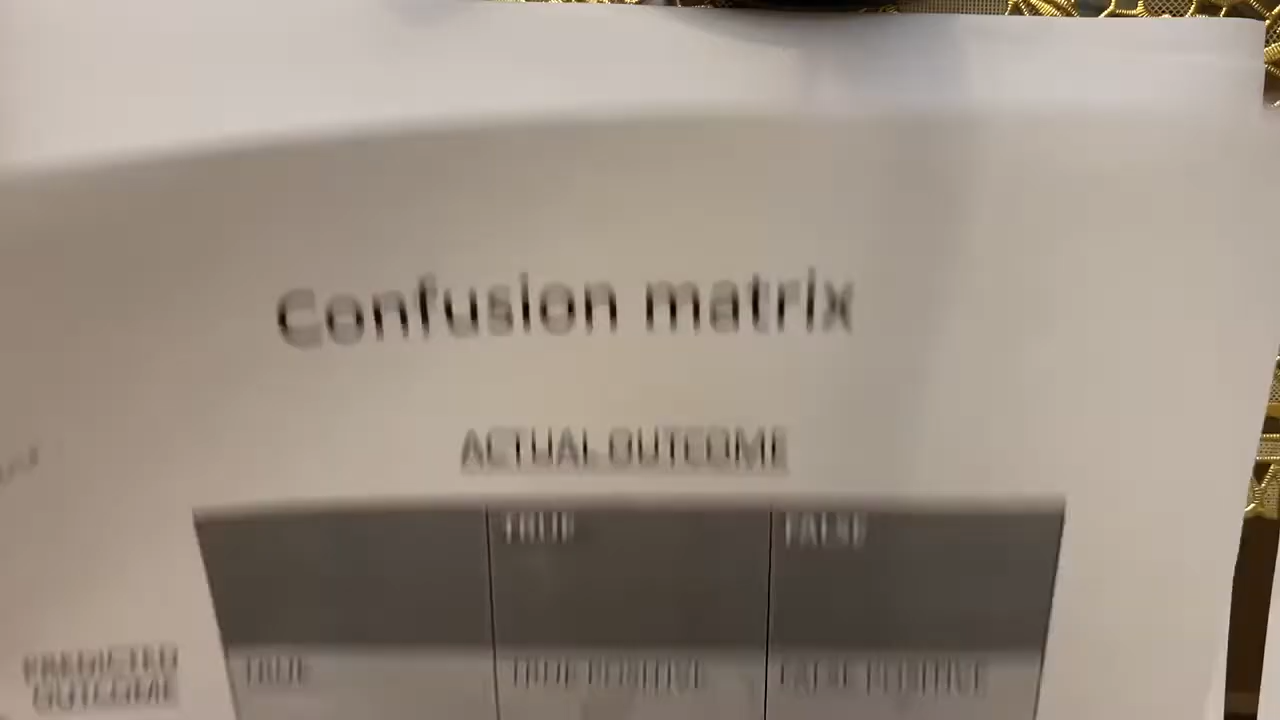 Confusion matrix
ACTUAL OUTCOME
TRUE FALSE
PREDICTED
OUTCOME
TRUE TRUE POSITIVE FALSE POSITIVE